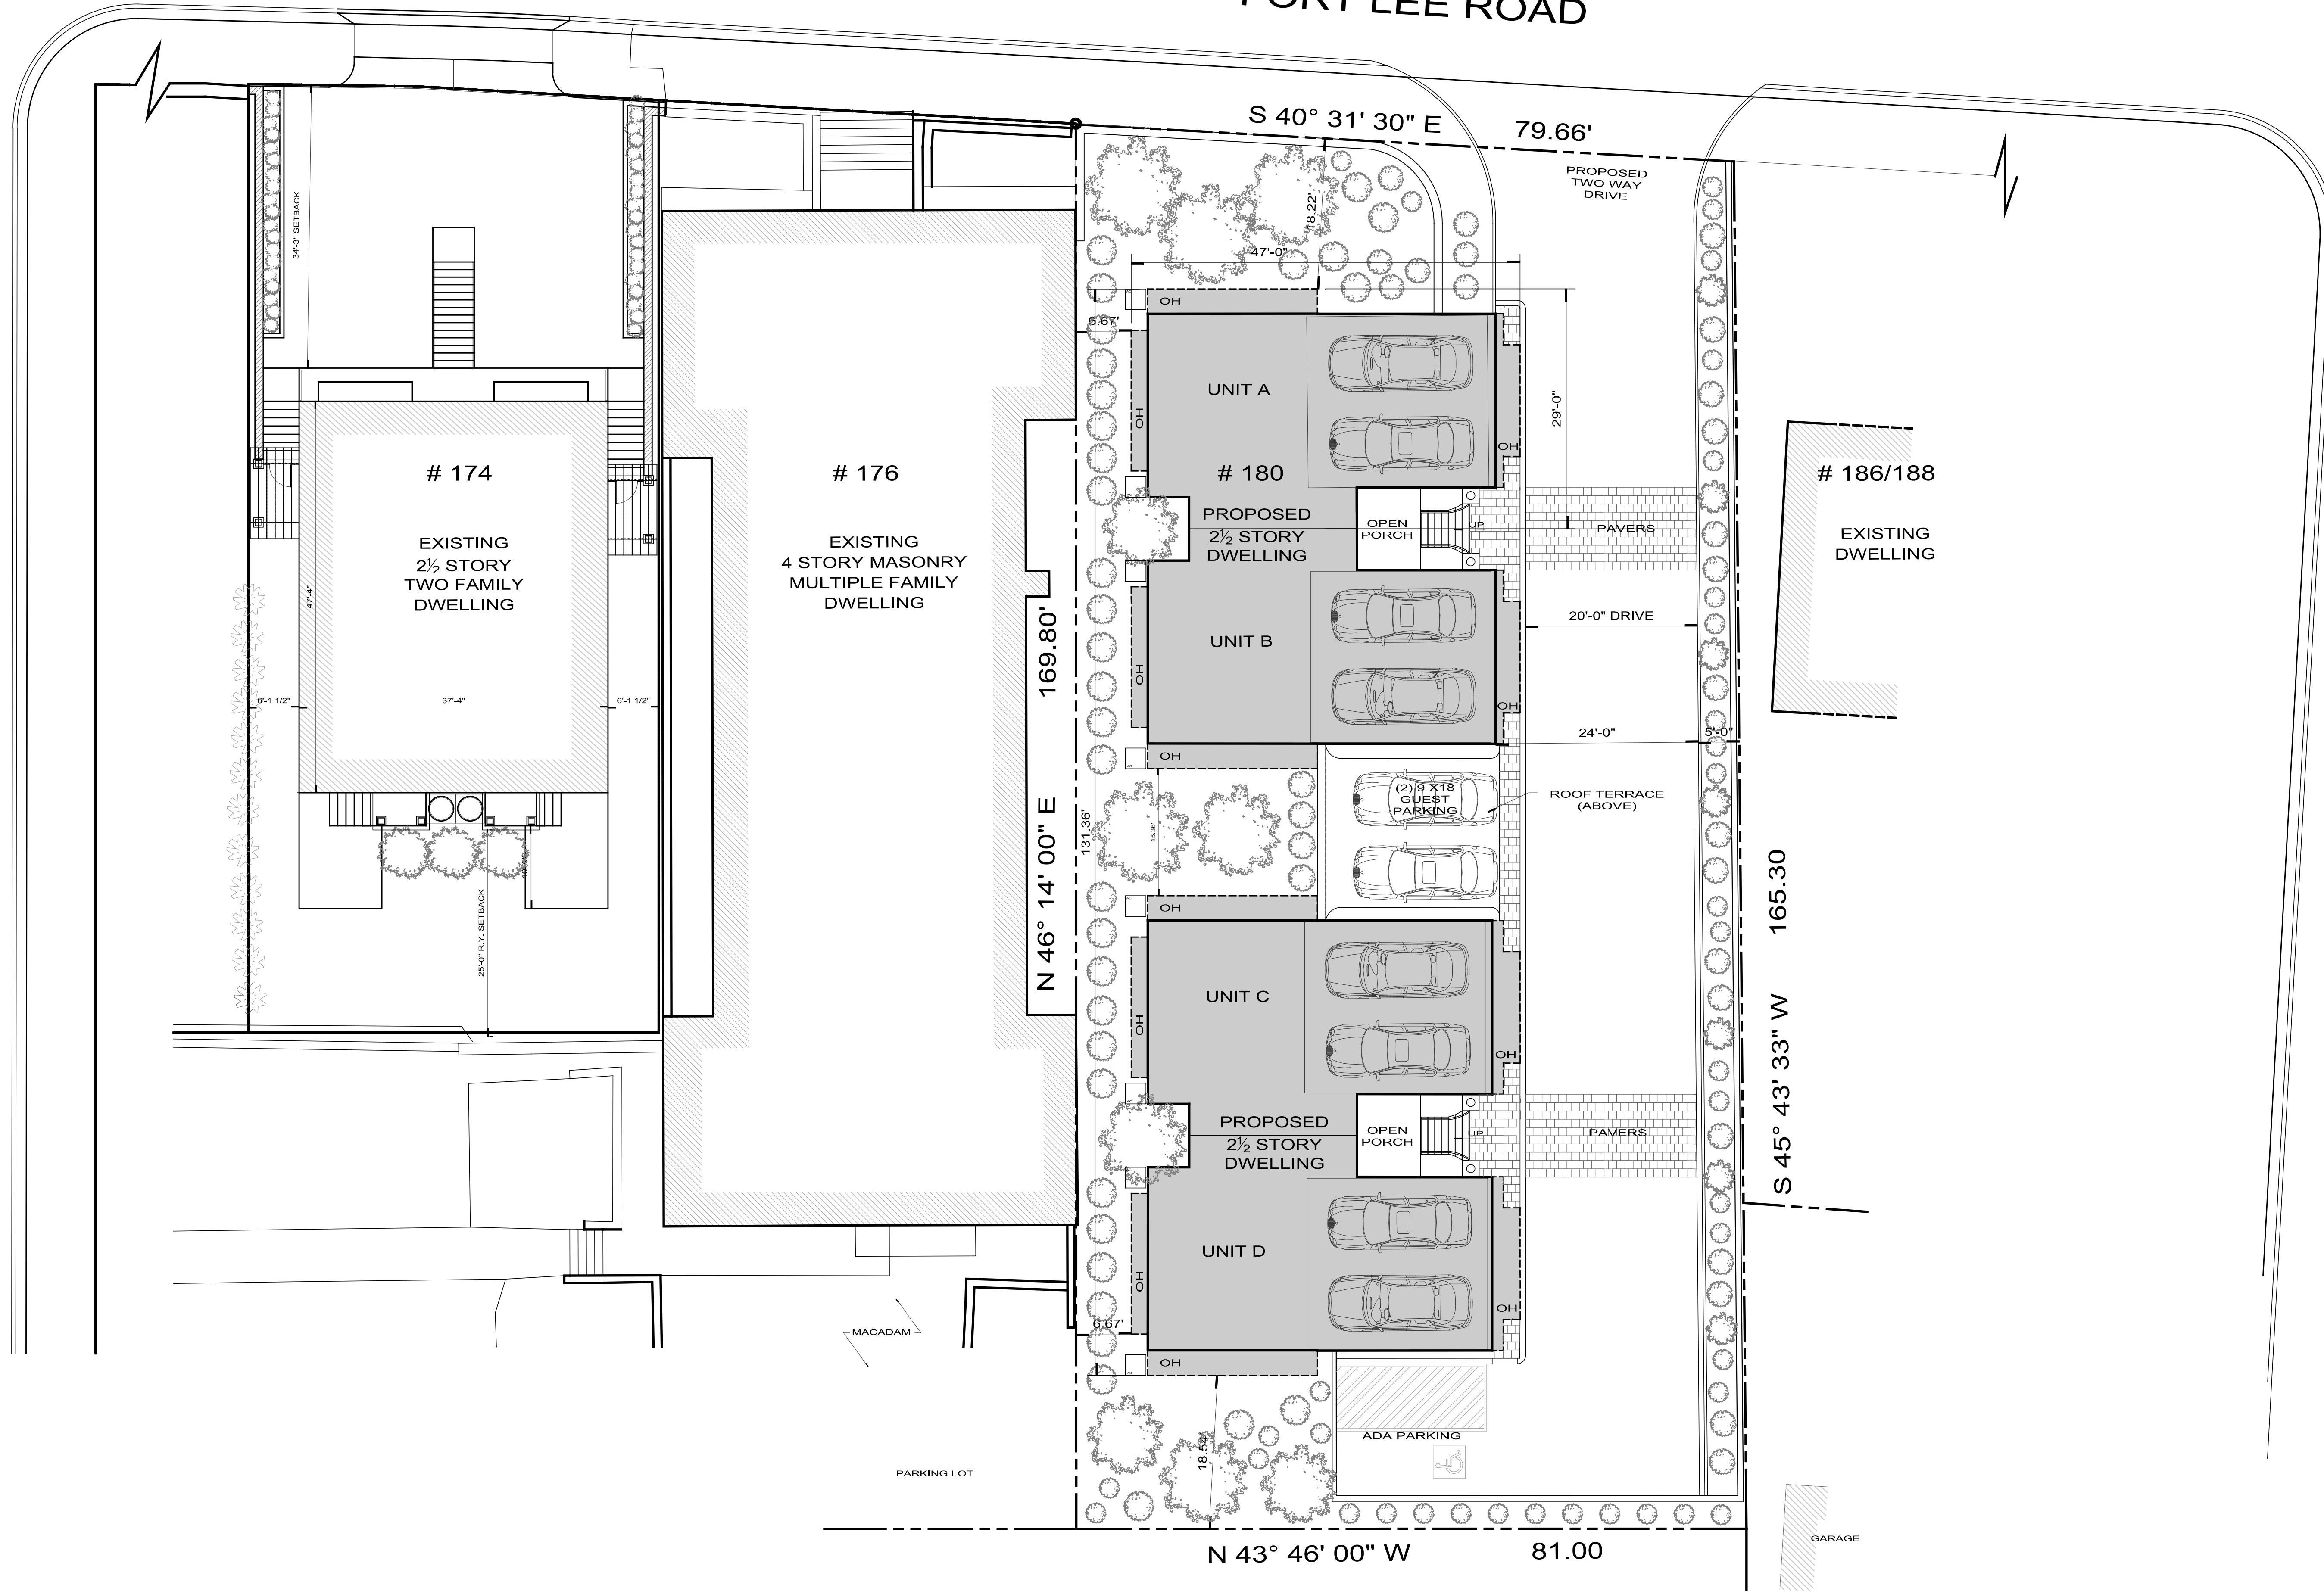 FORT LEE ROAD
S 40° 31' 30" E 79.66'
PROPOSED
TWO WAY
DRIVE
34'-3" SETBACK
18.22'
47'-0"
OH
6.67'
UNIT A
OH
29'-0"
OH
# 174
# 176
# 180
# 186/188
EXISTING
2½ STORY
TWO FAMILY
DWELLING
EXISTING
4 STORY MASONRY
MULTIPLE FAMILY
DWELLING
PROPOSED
2½ STORY
DWELLING
OPEN
PORCH
UP
PAVERS
EXISTING
DWELLING
47'-4"
169.80'
N 46° 14' 00" E
20'-0" DRIVE
UNIT B
OH
OH
6'-1 1/2"
37'-4"
6'-1 1/2"
24'-0"
5'-0"
OH
(2) 9 X18
GUEST
PARKING
ROOF TERRACE
(ABOVE)
131.36'
15.36'
25'-0" R.Y. SETBACK
165.30
S 45° 43' 33" W
OH
UNIT C
OH
OH
PROPOSED
2½ STORY
DWELLING
OPEN
PORCH
UP
PAVERS
UNIT D
OH
OH
MACADAM
6.67'
OH
ADA PARKING
18.54'
PARKING LOT
GARAGE
N 43° 46' 00" W 81.00